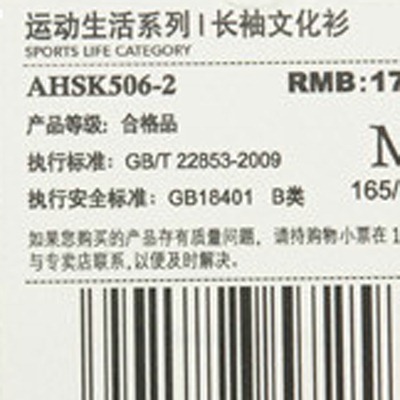 运动生活系列 | 长袖文化衫
SPORTS LIFE CATEGORY
AHSK506-2 RMB:17
产品等级: 合格品
M
执行标准: GB/T 22853-2009
执行安全标准: GB18401 B类 165/
如果您购买的产品存有质量问题, 请持购物小票在 1
与专卖店联系,以便及时解决。